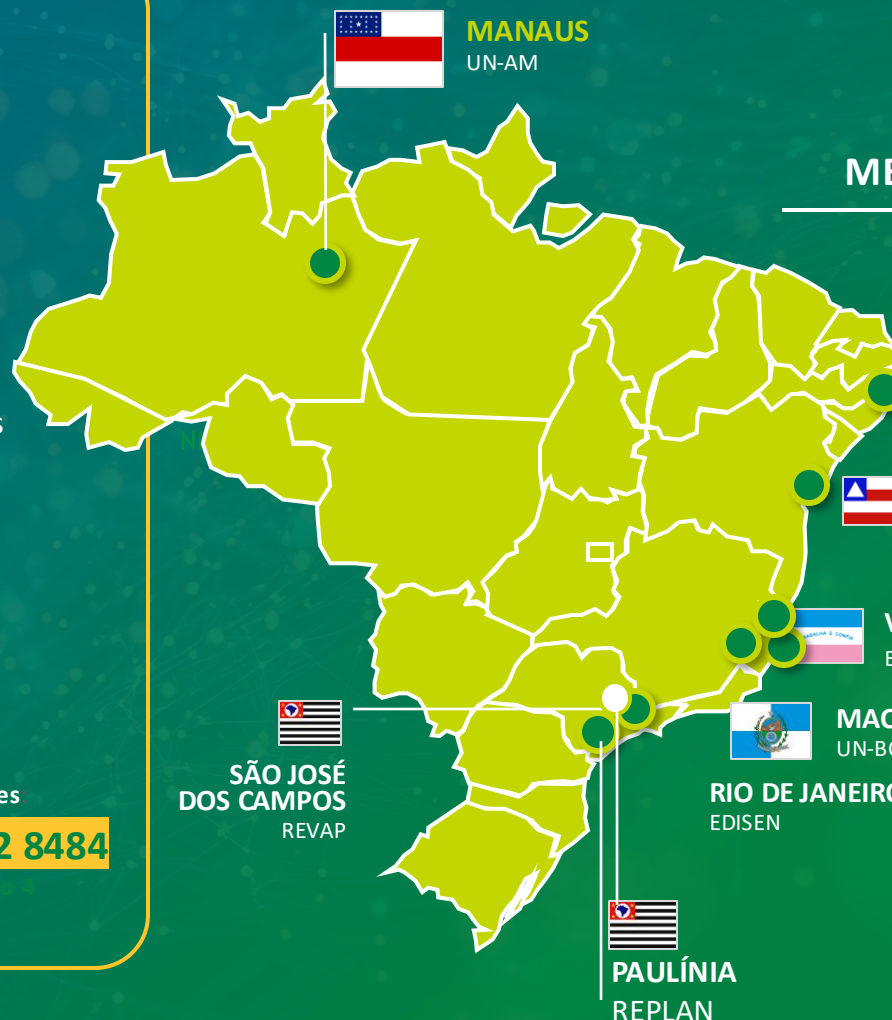 MANAUS
UN-AM
ME
s
N
V
E
MAC
UN-BO
SÃO JOSÉ
DOS CAMPOS
REVAP
RIO DE JANEIRO
EDISEN
es
2 8484
o 4
PAULÍNIA
REPLAN